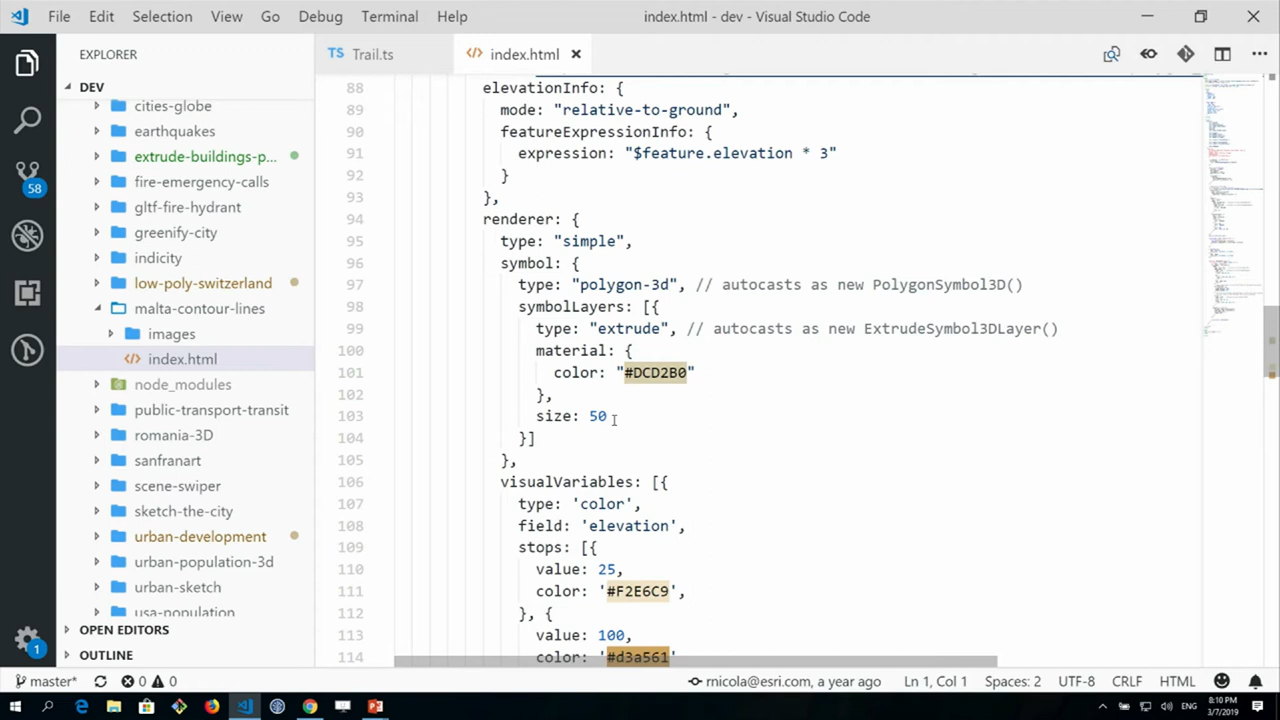 File Edit Selection View Go Debug Terminal Help
index.html - dev - Visual Studio Code
EXPLORER
TS Trail.ts
<> index.html ×
DEV
cities-globe
earthquakes
extrude-buildings-p...
fire-emergency-calls
gltf-fire-hydrant
greenify-city
indicity
low-poly-switzerland
malta-contour-lines
images
<> index.html
node_modules
public-transport-transit
romania-3D
sanfranart
scene-swiper
sketch-the-city
urban-development
urban-population-3d
urban-sketch
usa-population
OPEN EDITORS
OUTLINE
58
1
88 elevationInfo: {
89 mode: "relative-to-ground",
90 featureExpressionInfo: {
91 expression: "$feature.elevation * 3"
92 }
93 },
94 renderer: {
95 type: "simple",
96 symbol: {
97 type: "polygon-3d", // autocasts as new PolygonSymbol3D()
98 symbolLayers: [{
99 type: "extrude", // autocasts as new ExtrudeSymbol3DLayer()
100 material: {
101 color: "#DCD2B0"
102 },
103 size: 50
104 }]
105 },
106 visualVariables: [{
107 type: 'color',
108 field: 'elevation',
109 stops: [{
110 value: 25,
111 color: '#F2E6C9',
112 }, {
113 value: 100,
114 color: '#d3a561'
master* 0 0 rnicola@esri.com, a year ago Ln 1, Col 1 Spaces: 2 UTF-8 CRLF HTML
8:10 PM
3/7/2019